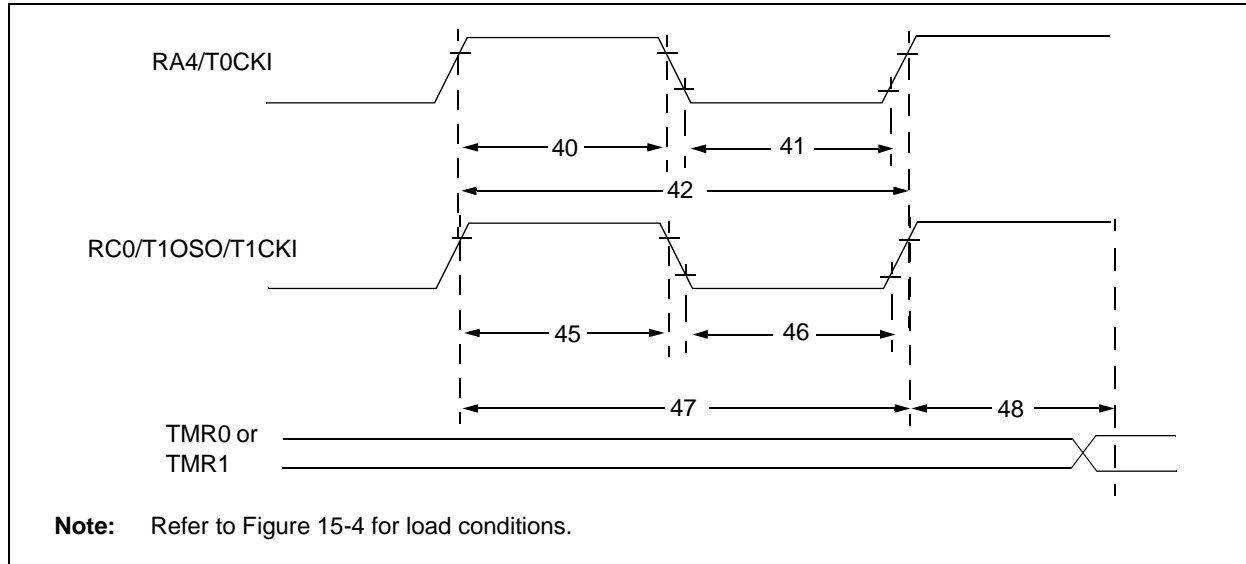 RA4/T0CKI
40
41
42
RC0/T1OSO/T1CKI
45
46
47
48
TMR0 or
TMR1
Note: Refer to Figure 15-4 for load conditions.